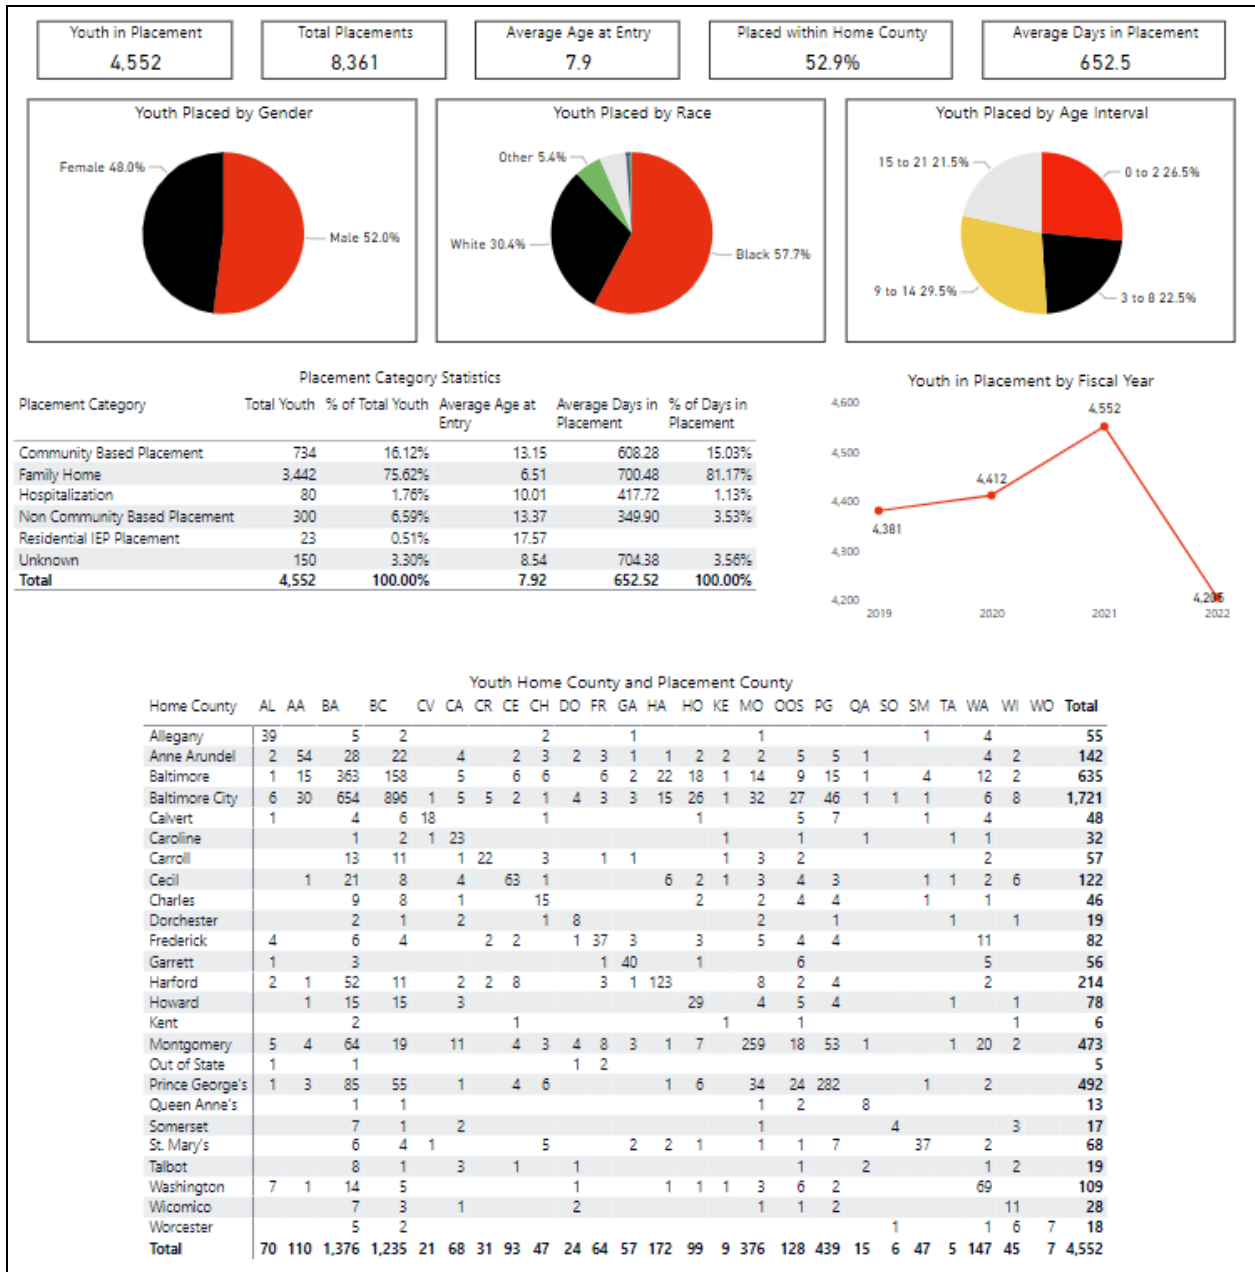 Youth in Placement
4,552
Total Placements
8,361
Average Age at Entry
7.9
Placed within Home County
52.9%
Average Days in Placement
652.5
Youth Placed by Gender
Female 48.0%
Male 52.0%
Youth Placed by Race
Other 5.4%
White 30.4%
Black 57.7%
Youth Placed by Age Interval
15 to 21 21.5%
0 to 2 26.5%
9 to 14 29.5%
3 to 8 22.5%
Placement Category Statistics
Placement Category Total Youth % of Total Youth Average Age at Entry Average Days in Placement % of Days in Placement
Community Based Placement 734 16.12% 13.15 608.28 15.03%
Family Home 3,442 75.62% 6.51 700.48 81.17%
Hospitalization 80 1.76% 10.01 417.72 1.13%
Non Community Based Placement 300 6.59% 13.37 349.90 3.53%
Residential IEP Placement 23 0.51% 17.57
Unknown 150 3.30% 8.54 704.38 3.56%
Total 4,552 100.00% 7.92 652.52 100.00%
Youth in Placement by Fiscal Year
4,600
4,552
4,500
4,412
4,400
4,381
4,300
4,200
2019 2020 2021 2022
Youth Home County and Placement County
Home County AL AA BA BC CV CA CR CE CH DO FR GA HA HO KE MO OOS PG QA SO SM TA WA WI WO Total
Allegany 39 5 2 2 1 1 1 4 55
Anne Arundel 2 54 28 22 4 2 3 2 3 1 1 2 2 2 5 5 1 4 2 142
Baltimore 1 15 363 158 5 6 6 6 2 22 18 1 14 9 15 1 4 12 2 635
Baltimore City 6 30 654 896 1 5 5 2 1 4 3 3 15 26 1 32 27 46 1 1 1 6 8 1,721
Calvert 1 4 6 18 1 1 5 7 1 4 48
Caroline 1 2 1 23 1 1 1 1 1 32
Carroll 13 11 1 22 3 1 1 1 3 2 2 57
Cecil 1 21 8 4 63 1 6 2 1 3 4 3 1 1 2 6 122
Charles 9 8 1 15 2 2 4 4 1 1 46
Dorchester 2 1 2 1 8 2 1 1 1 19
Frederick 4 6 4 2 2 1 37 3 3 5 4 4 11 82
Garrett 1 3 1 40 1 6 5 56
Harford 2 1 52 11 2 2 8 3 1 123 8 2 4 2 214
Howard 1 15 15 3 29 4 5 4 1 1 78
Kent 2 1 1 1 1 6
Montgomery 5 4 64 19 11 4 3 4 8 3 1 7 259 18 53 1 1 20 2 473
Out of State 1 1 1 2 5
Prince George's 1 3 85 55 1 4 6 1 6 34 24 282 1 2 492
Queen Anne's 1 1 1 2 8 13
Somerset 7 1 2 1 4 3 17
St. Mary's 6 4 1 5 2 2 1 1 1 7 37 2 68
Talbot 8 1 3 1 1 1 2 1 2 19
Washington 7 1 14 5 1 1 1 1 3 6 2 69 109
Wicomico 7 3 1 2 1 1 2 11 28
Worcester 5 2 1 1 6 7 18
Total 70 110 1,376 1,235 21 68 31 93 47 24 64 57 172 99 9 376 128 439 15 6 47 5 147 45 7 4,552